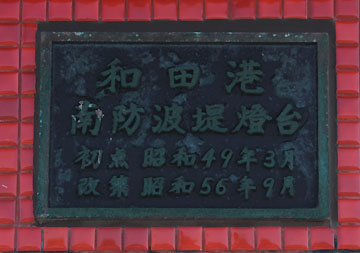 和田港
南防波堤燈台
初点 昭和49年3月
改築 昭和56年9月